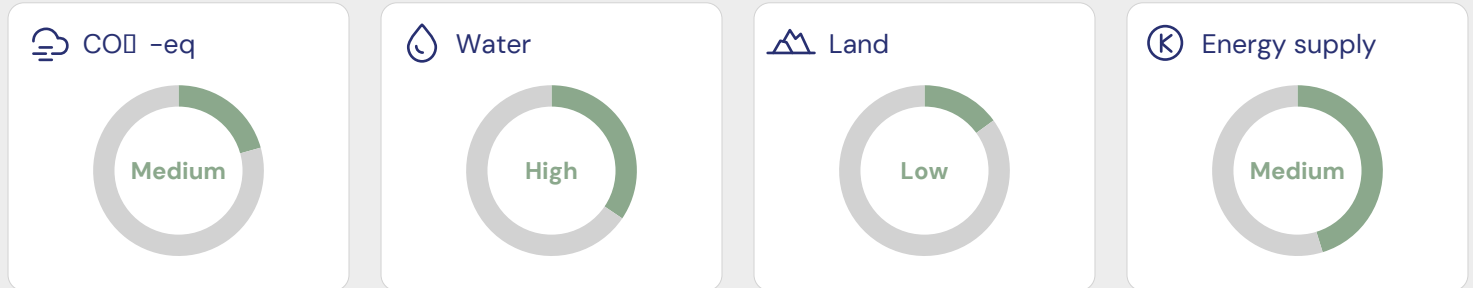 CO▯ -eq
Water
Land
Energy supply
Medium
High
Low
Medium